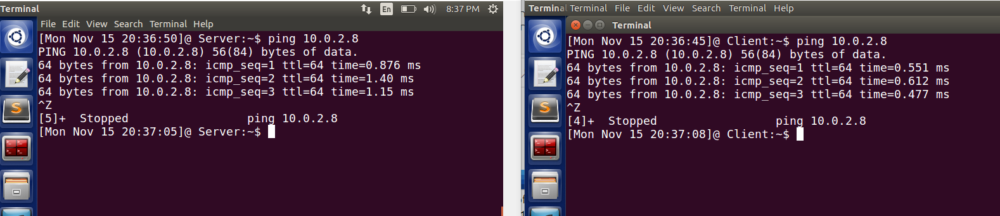 Terminal
En
8:37 PM
File Edit View Search Terminal Help
[Mon Nov 15 20:36:50]@ Server:~$ ping 10.0.2.8
PING 10.0.2.8 (10.0.2.8) 56(84) bytes of data.
64 bytes from 10.0.2.8: icmp_seq=1 ttl=64 time=0.876 ms
64 bytes from 10.0.2.8: icmp_seq=2 ttl=64 time=1.40 ms
64 bytes from 10.0.2.8: icmp_seq=3 ttl=64 time=1.15 ms
^Z
[5]+  Stopped                 ping 10.0.2.8
[Mon Nov 15 20:37:05]@ Server:~$
Terminal Terminal File Edit View Search Terminal Help
Terminal
[Mon Nov 15 20:36:45]@ Client:~$ ping 10.0.2.8
PING 10.0.2.8 (10.0.2.8) 56(84) bytes of data.
64 bytes from 10.0.2.8: icmp_seq=1 ttl=64 time=0.551 ms
64 bytes from 10.0.2.8: icmp_seq=2 ttl=64 time=0.612 ms
64 bytes from 10.0.2.8: icmp_seq=3 ttl=64 time=0.477 ms
^Z
[4]+  Stopped                 ping 10.0.2.8
[Mon Nov 15 20:37:08]@ Client:~$